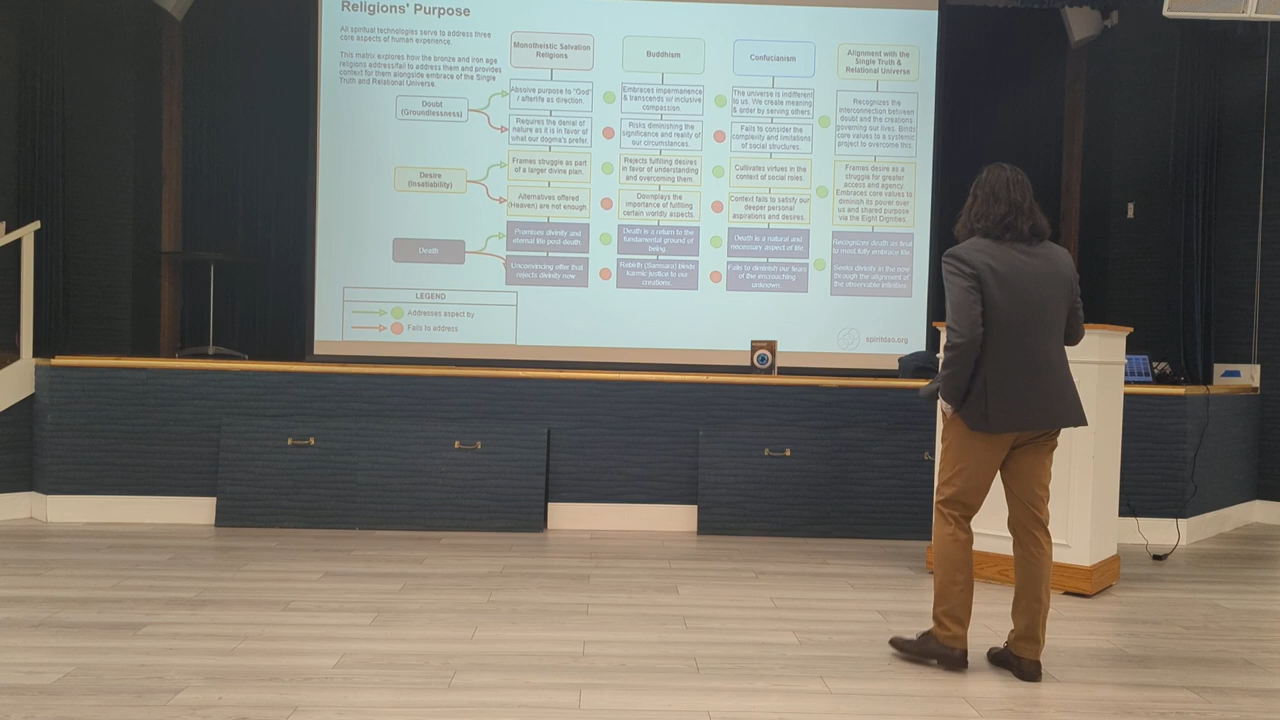 Religions' Purpose
All spiritual technologies serve to address three
core aspects of human experience.
This matrix explores how the bronze and iron age
religions address/fail to address them and provides
context for them alongside embrace of the Single
Truth and Relational Universe.
Monotheistic Salvation
Religions
Buddhism
Confucianism
Alignment with the
Single Truth &
Relational Universe
Doubt
(Groundlessness)
Absolve purpose to "God"
/ afterlife as direction.
Embraces impermanence
& transcends w/ inclusive
compassion.
The universe is indifferent
to us. We create meaning
& order by serving others.
Recognizes the
interconnection between
doubt and the creations
governing our lives. Binds
core values to a systemic
project to overcome this.
Requires the denial of
nature as it is in favor of
what our dogma's prefer.
Risks diminishing the
significance and reality of
our circumstances.
Fails to consider the
complexity and limitations
of social structures.
Desire
(Insatiability)
Frames struggle as part
of a larger divine plan.
Rejects fulfilling desires
in favor of understanding
and overcoming them.
Cultivates virtues in the
context of social roles.
Frames desire as a
struggle for greater
access and agency.
Embraces core values to
diminish its power over
us and shared purpose
via the Eight Dignities.
Alternatives offered
(Heaven) are not enough.
Downplays the
importance of fulfilling
certain worldly aspects.
Context fails to satisfy our
deeper personal
aspirations and desires.
Death
Promises divinity and
eternal life post-death.
Death is a return to the
fundamental ground of
being.
Death is a natural and
necessary aspect of life.
Recognizes death as final
to most fully embrace life.
Seeks divinity in the now
through the alignment of
the observable infinities.
Unconvincing offer that
rejects divinity now.
Rebirth (Samsara) binds
karmic justice to our
creations.
Fails to diminish our fears
of the encroaching
unknown.
LEGEND
Addresses aspect by
Fails to address
spiritdao.org